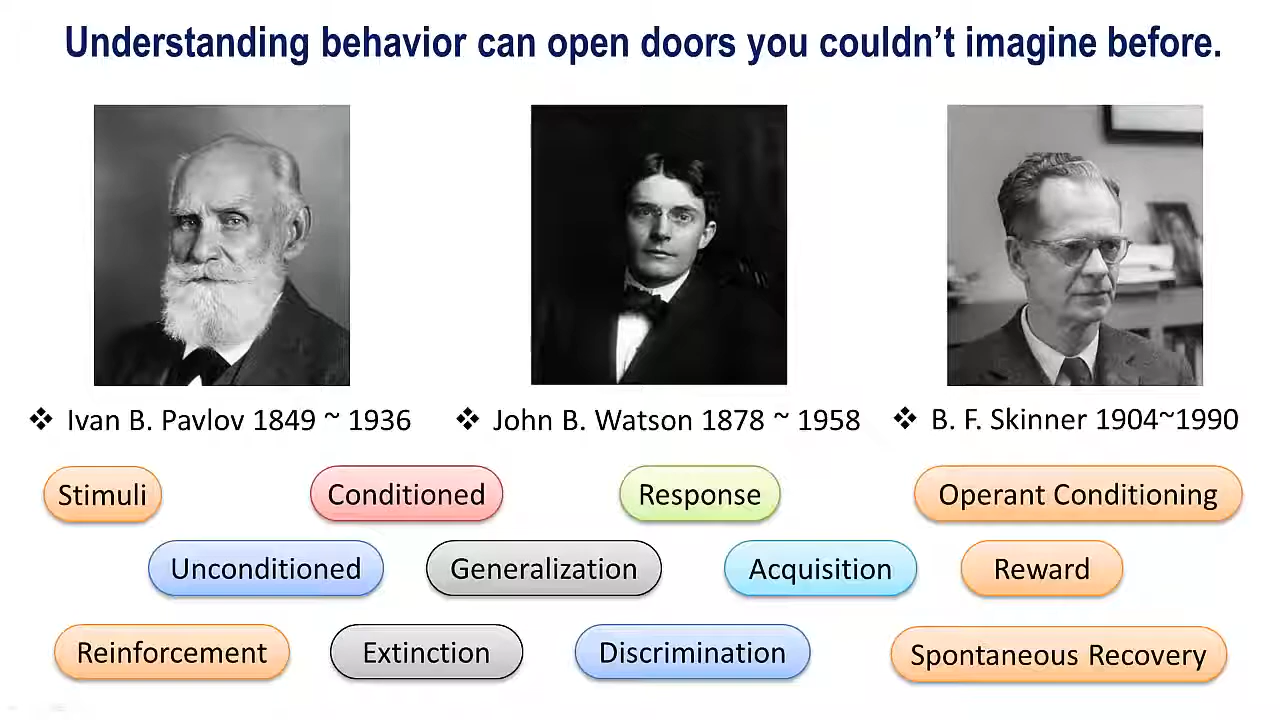 Understanding behavior can open doors you couldn’t imagine before.
❖ Ivan B. Pavlov 1849 ~ 1936
❖ John B. Watson 1878 ~ 1958
❖ B. F. Skinner 1904~1990
Stimuli
Conditioned
Response
Operant Conditioning
Unconditioned
Generalization
Acquisition
Reward
Reinforcement
Extinction
Discrimination
Spontaneous Recovery